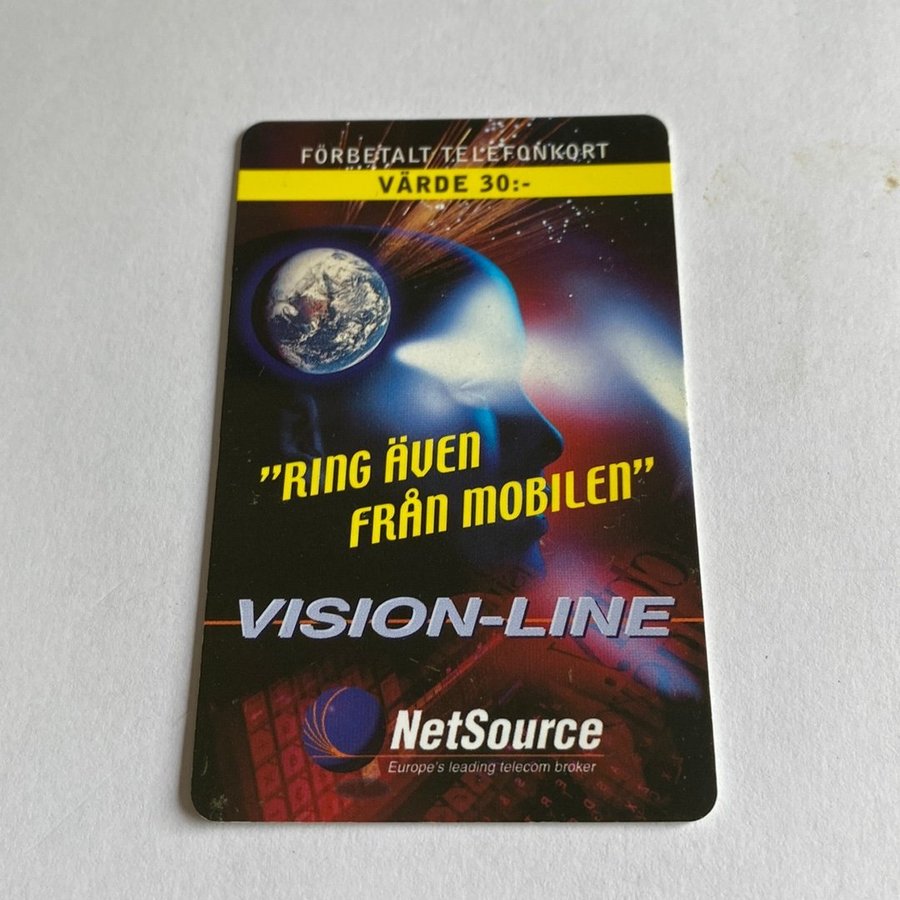 FÖRBETALT TELEFONKORT
VÄRDE 30:-
”RING ÄVEN
FRÅN MOBILEN”
VISION-LINE
NetSource
Europe's leading telecom broker